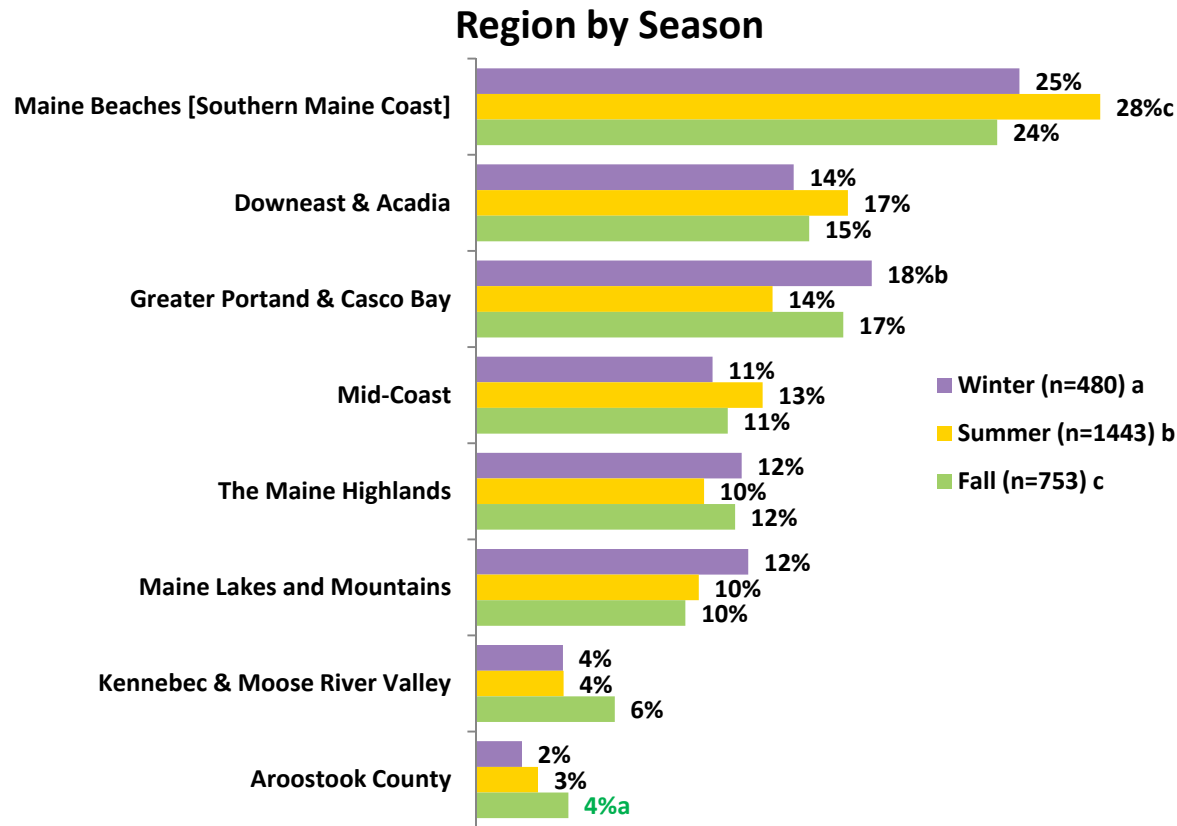 Region by Season
Maine Beaches [Southern Maine Coast]
25%
28%c
24%
Downeast & Acadia
14%
17%
15%
Greater Portand & Casco Bay
18%b
14%
17%
Mid-Coast
11%
13%
11%
The Maine Highlands
12%
10%
12%
Maine Lakes and Mountains
12%
10%
10%
Kennebec & Moose River Valley
4%
4%
6%
Aroostook County
2%
3%
4%a
Winter (n=480) a
Summer (n=1443) b
Fall (n=753) c